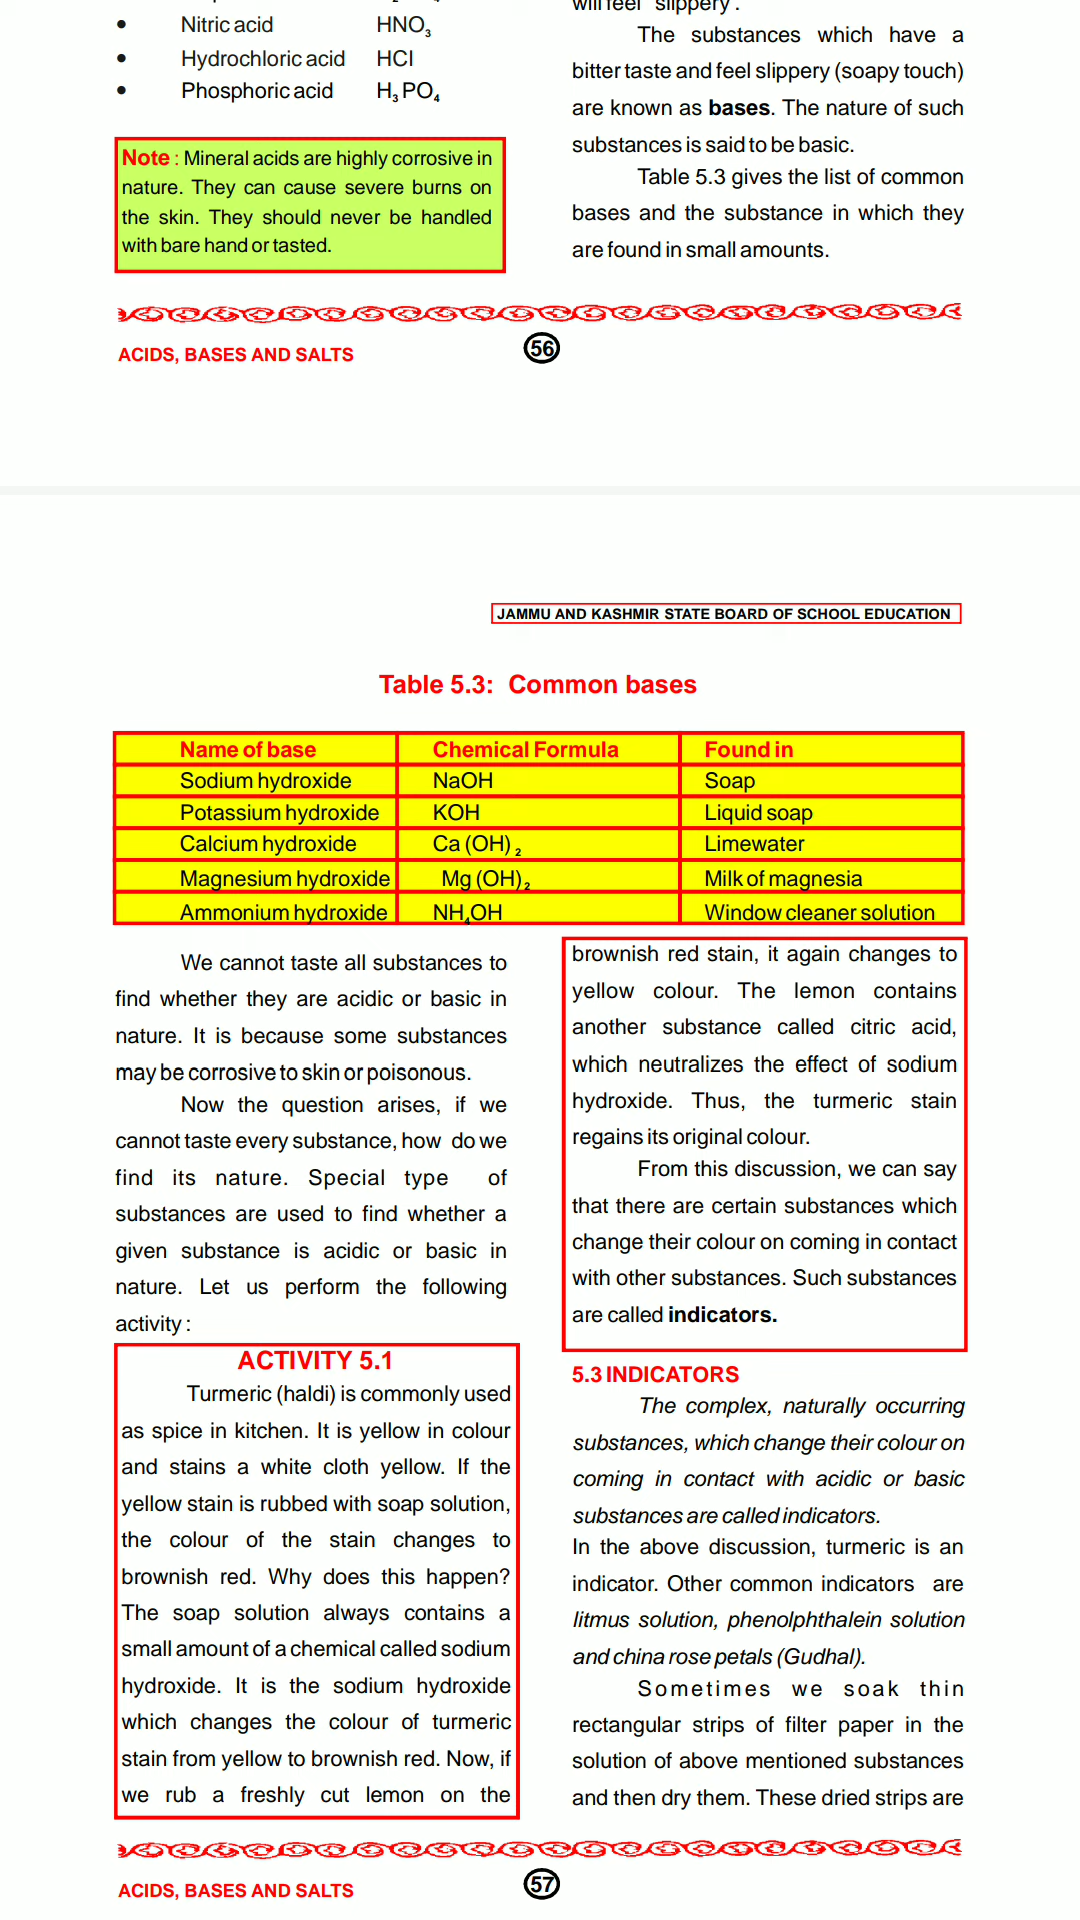 • Nitric acid HNO3
• Hydrochloric acid HCl
• Phosphoric acid H3 PO4
Note : Mineral acids are highly corrosive in
nature. They can cause severe burns on
the skin. They should never be handled
with bare hand or tasted.
will feel slippery.
The substances which have a
bitter taste and feel slippery (soapy touch)
are known as bases. The nature of such
substances is said to be basic.
Table 5.3 gives the list of common
bases and the substance in which they
are found in small amounts.
ACIDS, BASES AND SALTS
56
JAMMU AND KASHMIR STATE BOARD OF SCHOOL EDUCATION
Table 5.3: Common bases
Name of base Chemical Formula Found in
Sodium hydroxide NaOH Soap
Potassium hydroxide KOH Liquid soap
Calcium hydroxide Ca (OH) 2 Limewater
Magnesium hydroxide Mg (OH)2 Milk of magnesia
Ammonium hydroxide NH4OH Window cleaner solution
We cannot taste all substances to
find whether they are acidic or basic in
nature. It is because some substances
may be corrosive to skin or poisonous.
Now the question arises, if we
cannot taste every substance, how do we
find its nature. Special type of
substances are used to find whether a
given substance is acidic or basic in
nature. Let us perform the following
activity :
ACTIVITY 5.1
Turmeric (haldi) is commonly used
as spice in kitchen. It is yellow in colour
and stains a white cloth yellow. If the
yellow stain is rubbed with soap solution,
the colour of the stain changes to
brownish red. Why does this happen?
The soap solution always contains a
small amount of a chemical called sodium
hydroxide. It is the sodium hydroxide
which changes the colour of turmeric
stain from yellow to brownish red. Now, if
we rub a freshly cut lemon on the
brownish red stain, it again changes to
yellow colour. The lemon contains
another substance called citric acid,
which neutralizes the effect of sodium
hydroxide. Thus, the turmeric stain
regains its original colour.
From this discussion, we can say
that there are certain substances which
change their colour on coming in contact
with other substances. Such substances
are called indicators.
5.3 INDICATORS
The complex, naturally occurring
substances, which change their colour on
coming in contact with acidic or basic
substances are called indicators.
In the above discussion, turmeric is an
indicator. Other common indicators are
litmus solution, phenolphthalein solution
and china rose petals (Gudhal).
Sometimes we soak thin
rectangular strips of filter paper in the
solution of above mentioned substances
and then dry them. These dried strips are
ACIDS, BASES AND SALTS
57